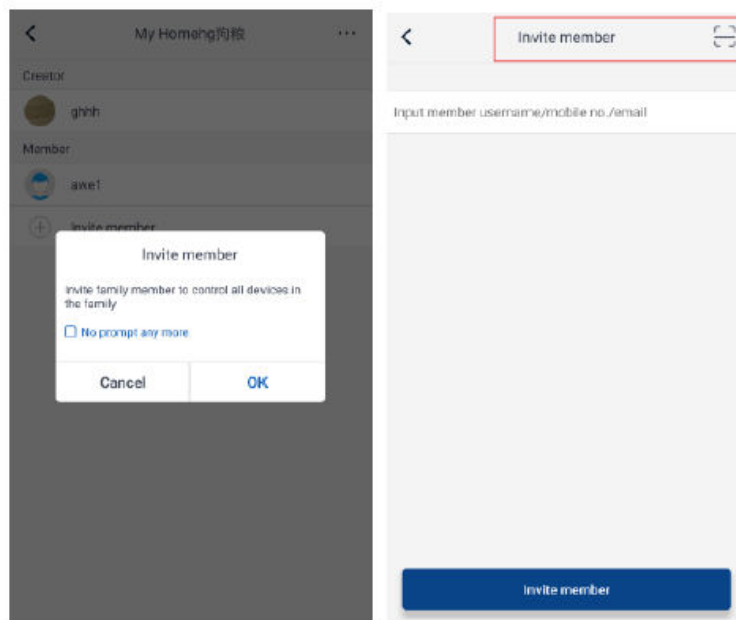 My Homehg狗粮
...
Creator
ghhh
Member
awe1
Invite member
Invite member
Invite family member to control all devices in
the family
No prompt any more
Cancel
OK
Invite member
Input member username/mobile no./email
Invite member